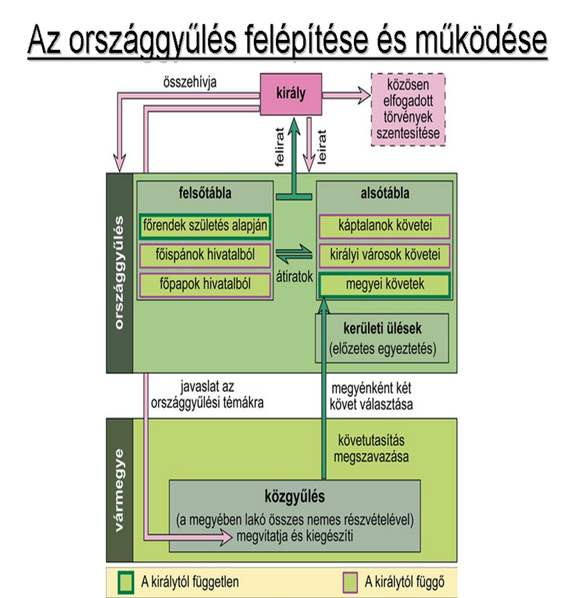 Az országgyűlés felépítése és működése
összehívja
király
közösen
elfogadott
törvények
szentesítése
felirat
leirat
országgyűlés
felsőtábla
főrendek születés alapján
főispánok hivatalból
főpapok hivatalból
átiratok
alsótábla
káptalanok követei
királyi városok követei
megyei követek
kerületi ülések
(előzetes egyeztetés)
javaslat az
országgyűlési témákra
megyénként két
követ választása
követutasítás
megszavazása
vármegye
közgyűlés
(a megyében lakó összes nemes részvételével)
megvitatja és kiegészíti
A királytól független
A királytól függő